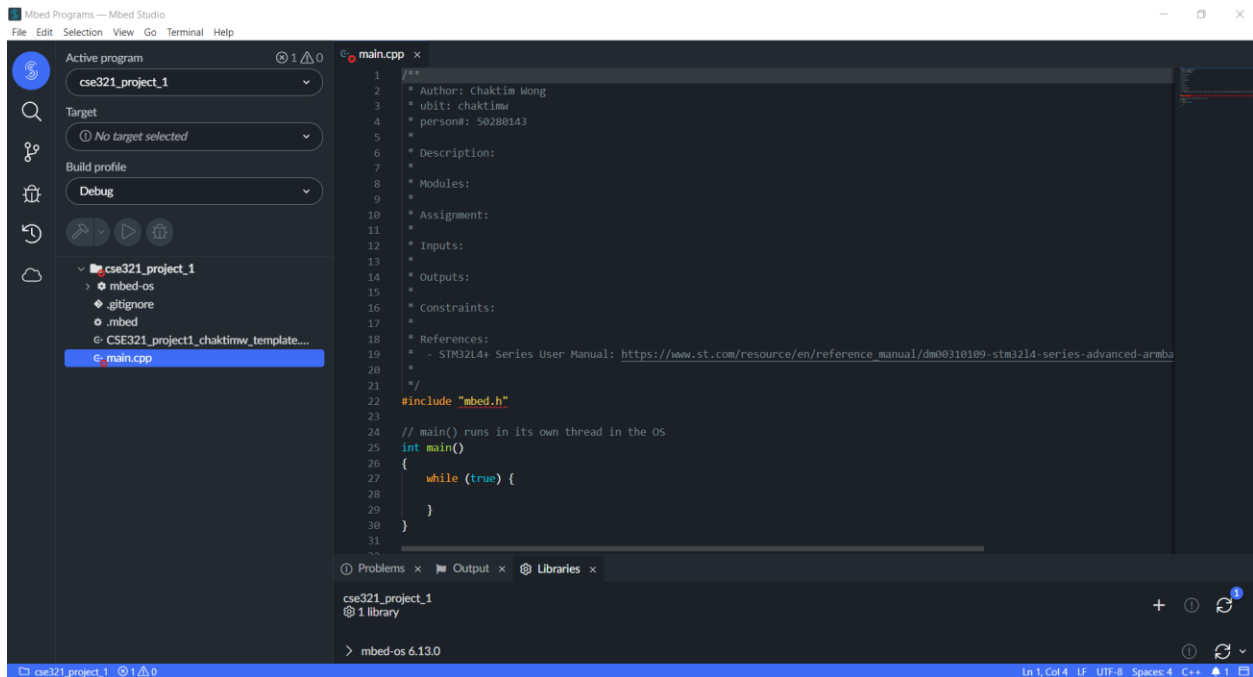 Mbed Programs — Mbed Studio
File Edit Selection View Go Terminal Help
Active program 1 0
cse321_project_1
Target
No target selected
Build profile
Debug
cse321_project_1
mbed-os
.gitignore
.mbed
CSE321_project1_chaktimw_template....
main.cpp
main.cpp ×
1 /**
2 * Author: Chaktim Wong
3 * ubit: chaktimw
4 * person#: 50280143
5 *
6 * Description:
7 *
8 * Modules:
9 *
10 * Assignment:
11 *
12 * Inputs:
13 *
14 * Outputs:
15 *
16 * Constraints:
17 *
18 * References:
19 * - STM32L4+ Series User Manual: https://www.st.com/resource/en/reference_manual/dm00310109-stm32l4-series-advanced-armba
20 *
21 */
22 #include "mbed.h"
23
24 // main() runs in its own thread in the OS
25 int main()
26 {
27 while (true) {
28
29 }
30 }
31
Problems × Output × Libraries ×
cse321_project_1
1 library
1
mbed-os 6.13.0
cse321_project_1 1 0 Ln 1, Col 4 LF UTF-8 Spaces: 4 C++ 1